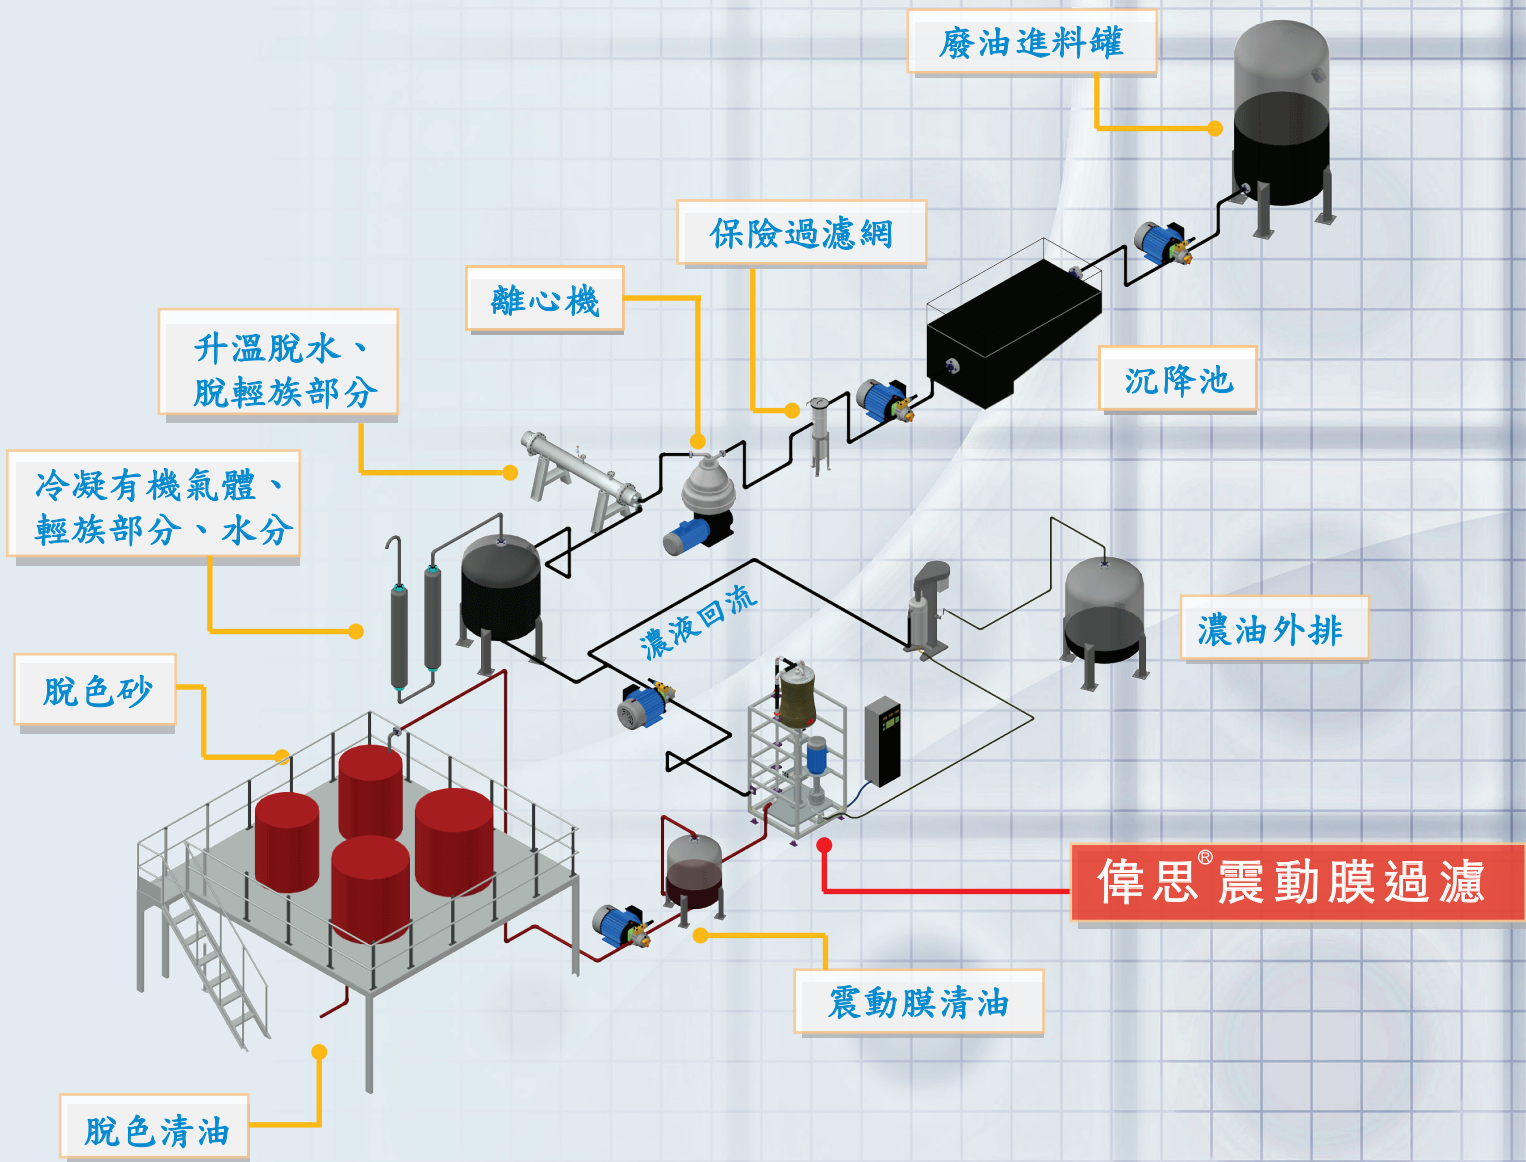 廢油進料罐
保險過濾網
離心機
升溫脫水、
脫輕族部分
沉降池
冷凝有機氣體、
輕族部分、水分
濃液回流
濃油外排
脫色砂
偉思®震動膜過濾
震動膜清油
脫色清油